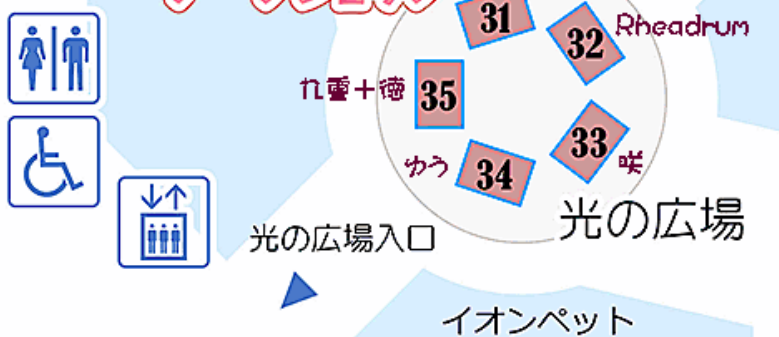 31
32
Rheadrum
九重十徳
35
33
咲
ゆう
34
光の広場
光の広場入口
イオンペット